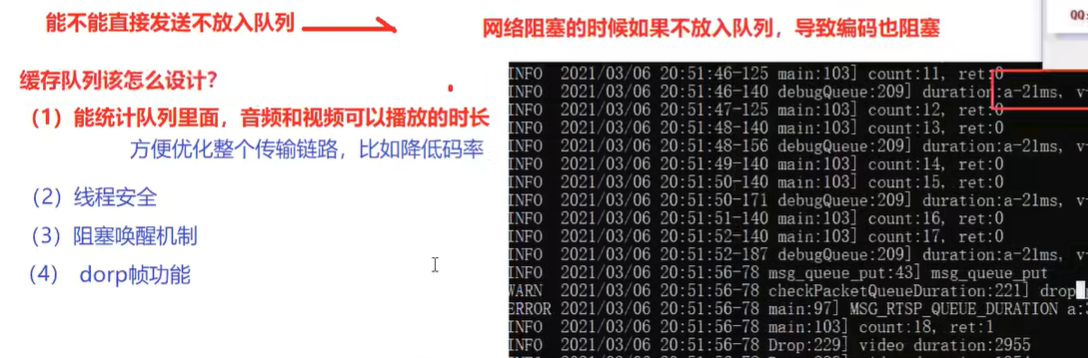 能不能直接发送不放入队列
网络阻塞的时候如果不放入队列，导致编码也阻塞
缓存队列该怎么设计？
（1）能统计队列里面，音频和视频可以播放的时长
方便优化整个传输链路，比如降低码率
（2）线程安全
（3）阻塞唤醒机制
（4） dorp帧功能
INFO 2021/03/06 20:51:46-125 main:103] count:11, ret:0
INFO 2021/03/06 20:51:46-140 debugQueue:209] duration:a-21ms, v
INFO 2021/03/06 20:51:47-125 main:103] count:12, ret:0
INFO 2021/03/06 20:51:48-140 main:103] count:13, ret:0
INFO 2021/03/06 20:51:48-156 debugQueue:209] duration:a-21ms, v
INFO 2021/03/06 20:51:49-140 main:103] count:14, ret:0
INFO 2021/03/06 20:51:50-140 main:103] count:15, ret:0
INFO 2021/03/06 20:51:50-171 debugQueue:209] duration:a-21ms, v-
INFO 2021/03/06 20:51:51-140 main:103] count:16, ret:0
INFO 2021/03/06 20:51:52-140 main:103] count:17, ret:0
INFO 2021/03/06 20:51:52-187 debugQueue:209] duration:a-21ms, v-
INFO 2021/03/06 20:51:56-78 msg_queue_put:43] msg_queue_put
WARN 2021/03/06 20:51:56-78 checkPacketQueueDuration:221] drop
ERROR 2021/03/06 20:51:56-78 main:97] MSG_RTSP_QUEUE_DURATION a:
INFO 2021/03/06 20:51:56-78 main:103] count:18, ret:1
INFO 2021/03/06 20:51:56-78 Drop:229] video duration:2955